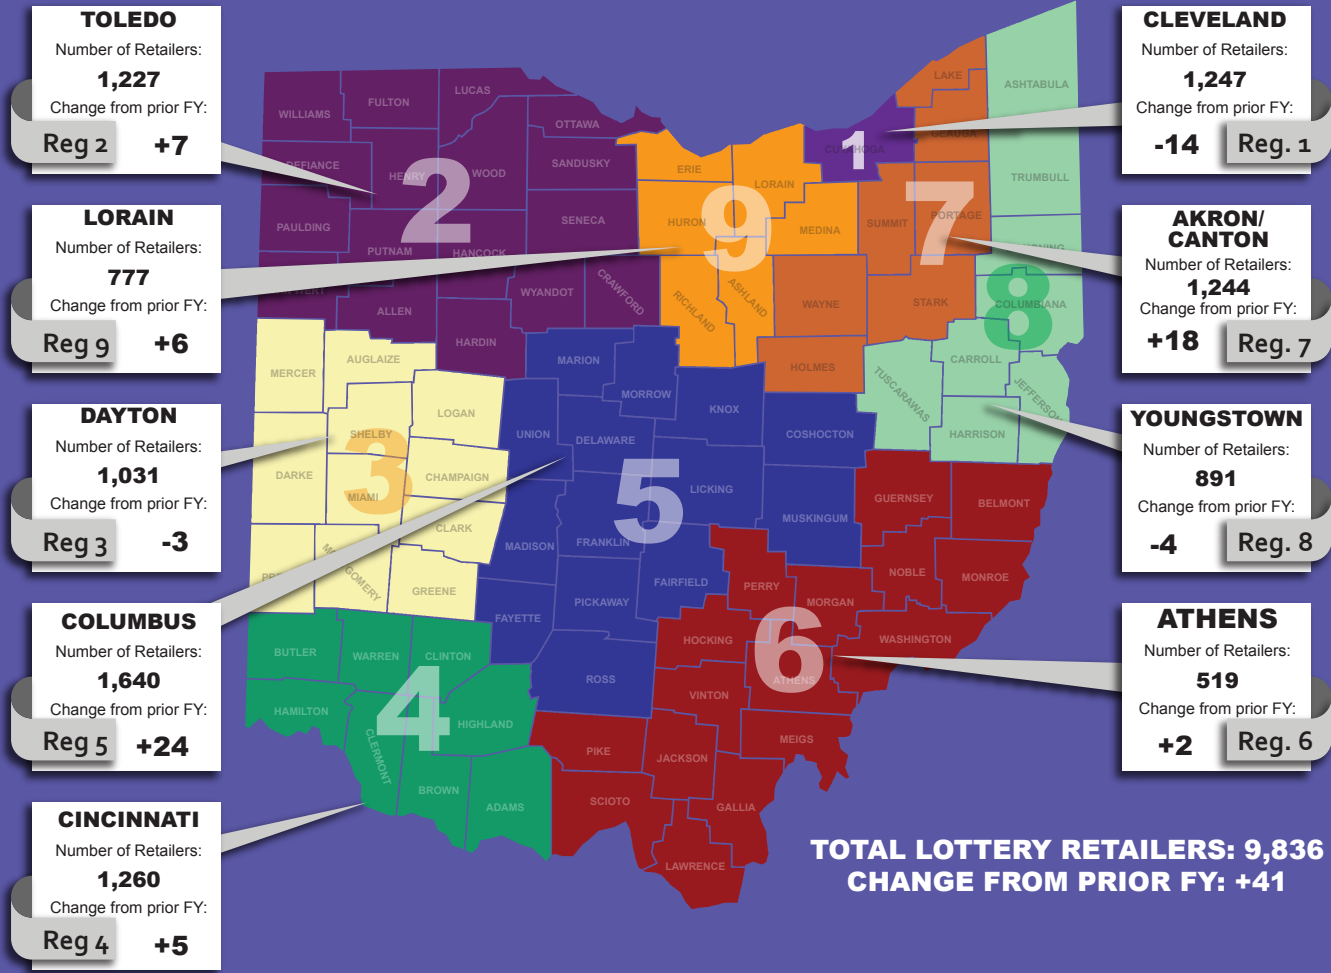 TOLEDO
Number of Retailers:
1,227
Change from prior FY:
Reg 2
+7
LORAIN
Number of Retailers:
777
Change from prior FY:
Reg 9
+6
DAYTON
Number of Retailers:
1,031
Change from prior FY:
Reg 3
-3
COLUMBUS
Number of Retailers:
1,640
Change from prior FY:
Reg 5
+24
CINCINNATI
Number of Retailers:
1,260
Change from prior FY:
Reg 4
+5
CLEVELAND
Number of Retailers:
1,247
Change from prior FY:
-14
Reg. 1
AKRON/
CANTON
Number of Retailers:
1,244
Change from prior FY:
+18
Reg. 7
YOUNGSTOWN
Number of Retailers:
891
Change from prior FY:
-4
Reg. 8
ATHENS
Number of Retailers:
519
Change from prior FY:
+2
Reg. 6
WILLIAMS
FULTON
LUCAS
OTTAWA
DEFIANCE
HENRY
WOOD
SANDUSKY
PAULDING
SENECA
PUTNAM
HANCOCK
WYANDOT
CRAWFORD
ALLEN
HARDIN
2
ERIE
LORAIN
HURON
MEDINA
RICHLAND
ASHLAND
9
1
LAKE
GEAUGA
SUMMIT
PORTAGE
WAYNE
STARK
HOLMES
7
ASHTABULA
TRUMBULL
COLUMBIANA
CARROLL
TUSCARAWAS
JEFFERSON
HARRISON
8
MERCER
AUGLAIZE
LOGAN
SHELBY
DARKE
CHAMPAIGN
MIAMI
CLARK
GREENE
3
MARION
MORROW
KNOX
UNION
DELAWARE
COSHOCTON
LICKING
MUSKINGUM
MADISON
FRANKLIN
FAIRFIELD
PICKAWAY
FAYETTE
ROSS
5
BUTLER
WARREN
CLINTON
HAMILTON
CLERMONT
HIGHLAND
BROWN
ADAMS
4
GUERNSEY
BELMONT
NOBLE
MONROE
PERRY
MORGAN
WASHINGTON
HOCKING
ATHENS
VINTON
MEIGS
PIKE
JACKSON
SCIOTO
GALLIA
LAWRENCE
6
TOTAL LOTTERY RETAILERS: 9,836
CHANGE FROM PRIOR FY: +41